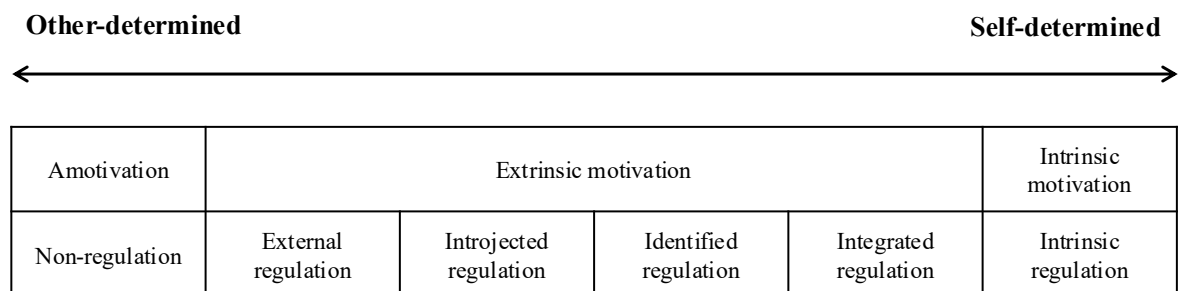 Other-determined Self-determined
Amotivation Extrinsic motivation Intrinsic
motivation
Non-regulation External
regulation Introjected
regulation Identified
regulation Integrated
regulation Intrinsic
regulation